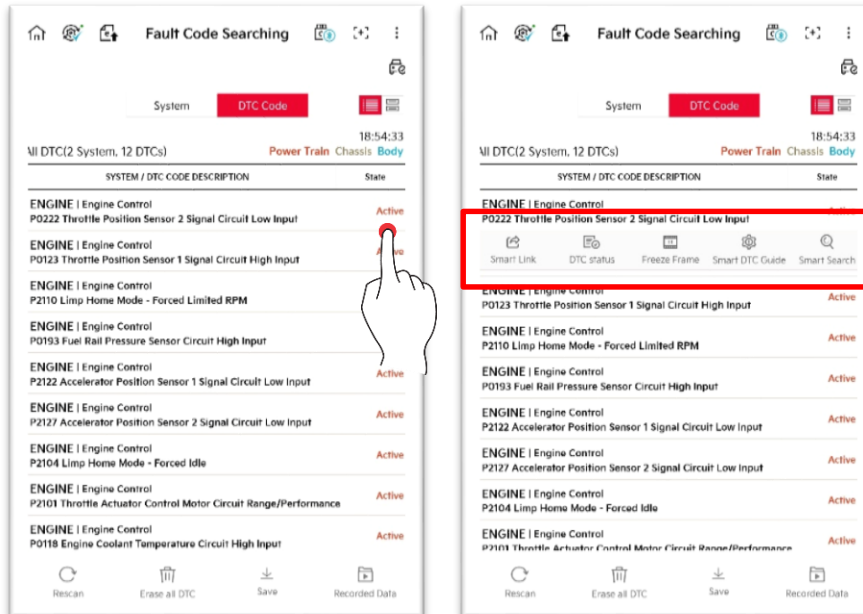 Fault Code Searching
System
DTC Code
18:54:33
All DTC(2 System, 12 DTCs)
Power Train Chassis Body
SYSTEM / DTC CODE DESCRIPTION
State
ENGINE | Engine Control
P0222 Throttle Position Sensor 2 Signal Circuit Low Input
Active
ENGINE | Engine Control
P0123 Throttle Position Sensor 1 Signal Circuit High Input
ENGINE | Engine Control
P2110 Limp Home Mode - Forced Limited RPM
ENGINE | Engine Control
P0193 Fuel Rail Pressure Sensor Circuit High Input
ENGINE | Engine Control
P2122 Accelerator Position Sensor 1 Signal Circuit Low Input
Active
ENGINE | Engine Control
P2127 Accelerator Position Sensor 2 Signal Circuit Low Input
Active
ENGINE | Engine Control
P2104 Limp Home Mode - Forced Idle
Active
ENGINE | Engine Control
P2101 Throttle Actuator Control Motor Circuit Range/Performance
Active
ENGINE | Engine Control
P0118 Engine Coolant Temperature Circuit High Input
Active
Rescan
Erase all DTC
Save
Recorded Data
Fault Code Searching
System
DTC Code
18:54:33
All DTC(2 System, 12 DTCs)
Power Train Chassis Body
SYSTEM / DTC CODE DESCRIPTION
State
ENGINE | Engine Control
P0222 Throttle Position Sensor 2 Signal Circuit Low Input
Smart Link
DTC status
Freeze Frame
Smart DTC Guide
Smart Search
ENGINE | Engine Control
P0123 Throttle Position Sensor 1 Signal Circuit High Input
Active
ENGINE | Engine Control
P2110 Limp Home Mode - Forced Limited RPM
Active
ENGINE | Engine Control
P0193 Fuel Rail Pressure Sensor Circuit High Input
Active
ENGINE | Engine Control
P2122 Accelerator Position Sensor 1 Signal Circuit Low Input
Active
ENGINE | Engine Control
P2127 Accelerator Position Sensor 2 Signal Circuit Low Input
Active
ENGINE | Engine Control
P2104 Limp Home Mode - Forced Idle
Active
ENGINE | Engine Control
P2101 Throttle Actuator Control Motor Circuit Range/Performance
Active
Rescan
Erase all DTC
Save
Recorded Data